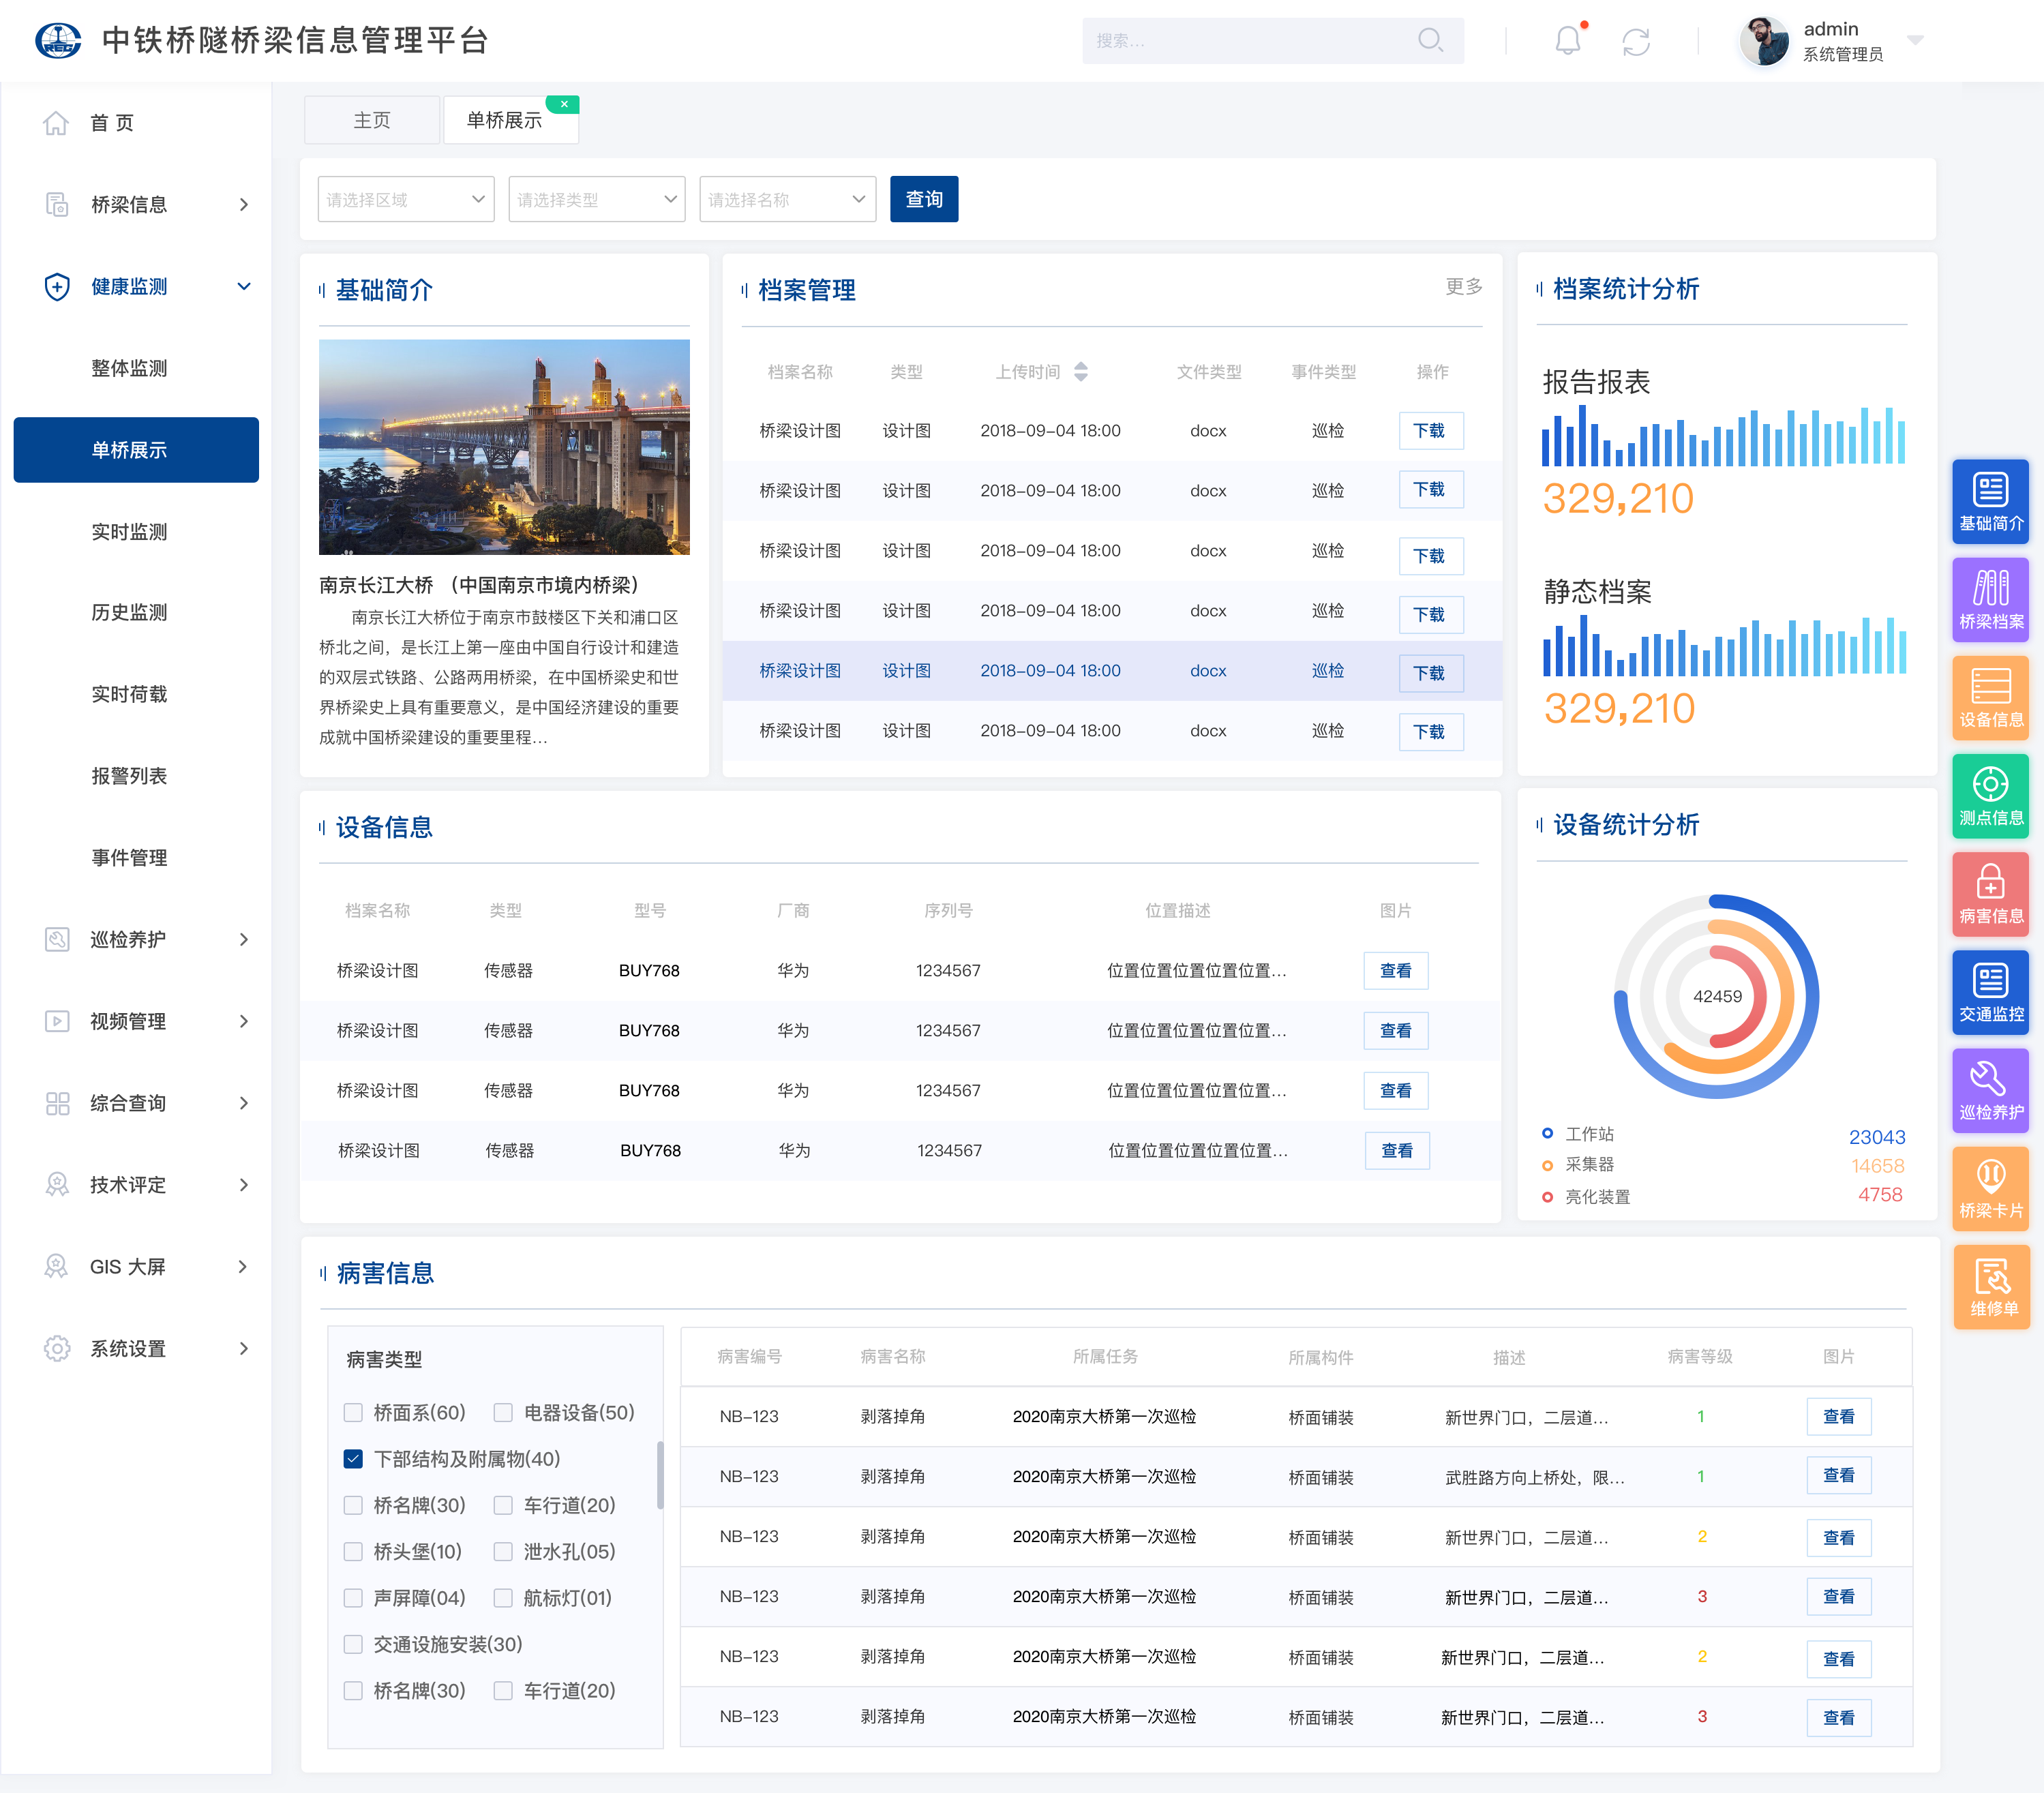 CREG
中铁桥隧桥梁信息管理平台
搜索...
admin
系统管理员
首 页
桥梁信息
健康监测
整体监测
单桥展示
实时监测
历史监测
实时荷载
报警列表
事件管理
巡检养护
视频管理
综合查询
技术评定
GIS 大屏
系统设置
主页
单桥展示
请选择区域
请选择类型
请选择名称
查询
基础简介
南京长江大桥 （中国南京市境内桥梁）
南京长江大桥位于南京市鼓楼区下关和浦口区
桥北之间，是长江上第一座由中国自行设计和建造
的双层式铁路、公路两用桥梁，在中国桥梁史和世
界桥梁史上具有重要意义，是中国经济建设的重要
成就中国桥梁建设的重要里程...
档案管理
更多
档案名称 类型 上传时间 文件类型 事件类型 操作
桥梁设计图 设计图 2018-09-04 18:00 docx 巡检 下载
桥梁设计图 设计图 2018-09-04 18:00 docx 巡检 下载
桥梁设计图 设计图 2018-09-04 18:00 docx 巡检 下载
桥梁设计图 设计图 2018-09-04 18:00 docx 巡检 下载
桥梁设计图 设计图 2018-09-04 18:00 docx 巡检 下载
桥梁设计图 设计图 2018-09-04 18:00 docx 巡检 下载
档案统计分析
报告报表
329,210
静态档案
329,210
设备信息
档案名称 类型 型号 厂商 序列号 位置描述 图片
桥梁设计图 传感器 BUY768 华为 1234567 位置位置位置位置位置... 查看
桥梁设计图 传感器 BUY768 华为 1234567 位置位置位置位置位置... 查看
桥梁设计图 传感器 BUY768 华为 1234567 位置位置位置位置位置... 查看
桥梁设计图 传感器 BUY768 华为 1234567 位置位置位置位置位置... 查看
设备统计分析
42459
工作站 23043
采集器 14658
亮化装置 4758
病害信息
病害类型
桥面系(60) 电器设备(50)
下部结构及附属物(40)
桥名牌(30) 车行道(20)
桥头堡(10) 泄水孔(05)
声屏障(04) 航标灯(01)
交通设施安装(30)
桥名牌(30) 车行道(20)
病害编号 病害名称 所属任务 所属构件 描述 病害等级 图片
NB-123 剥落掉角 2020南京大桥第一次巡检 桥面铺装 新世界门口，二层道... 1 查看
NB-123 剥落掉角 2020南京大桥第一次巡检 桥面铺装 武胜路方向上桥处，限... 1 查看
NB-123 剥落掉角 2020南京大桥第一次巡检 桥面铺装 新世界门口，二层道... 2 查看
NB-123 剥落掉角 2020南京大桥第一次巡检 桥面铺装 新世界门口，二层道... 3 查看
NB-123 剥落掉角 2020南京大桥第一次巡检 桥面铺装 新世界门口，二层道... 2 查看
NB-123 剥落掉角 2020南京大桥第一次巡检 桥面铺装 新世界门口，二层道... 3 查看
基础简介
桥梁档案
设备信息
测点信息
病害信息
交通监控
巡检养护
桥梁卡片
维修单